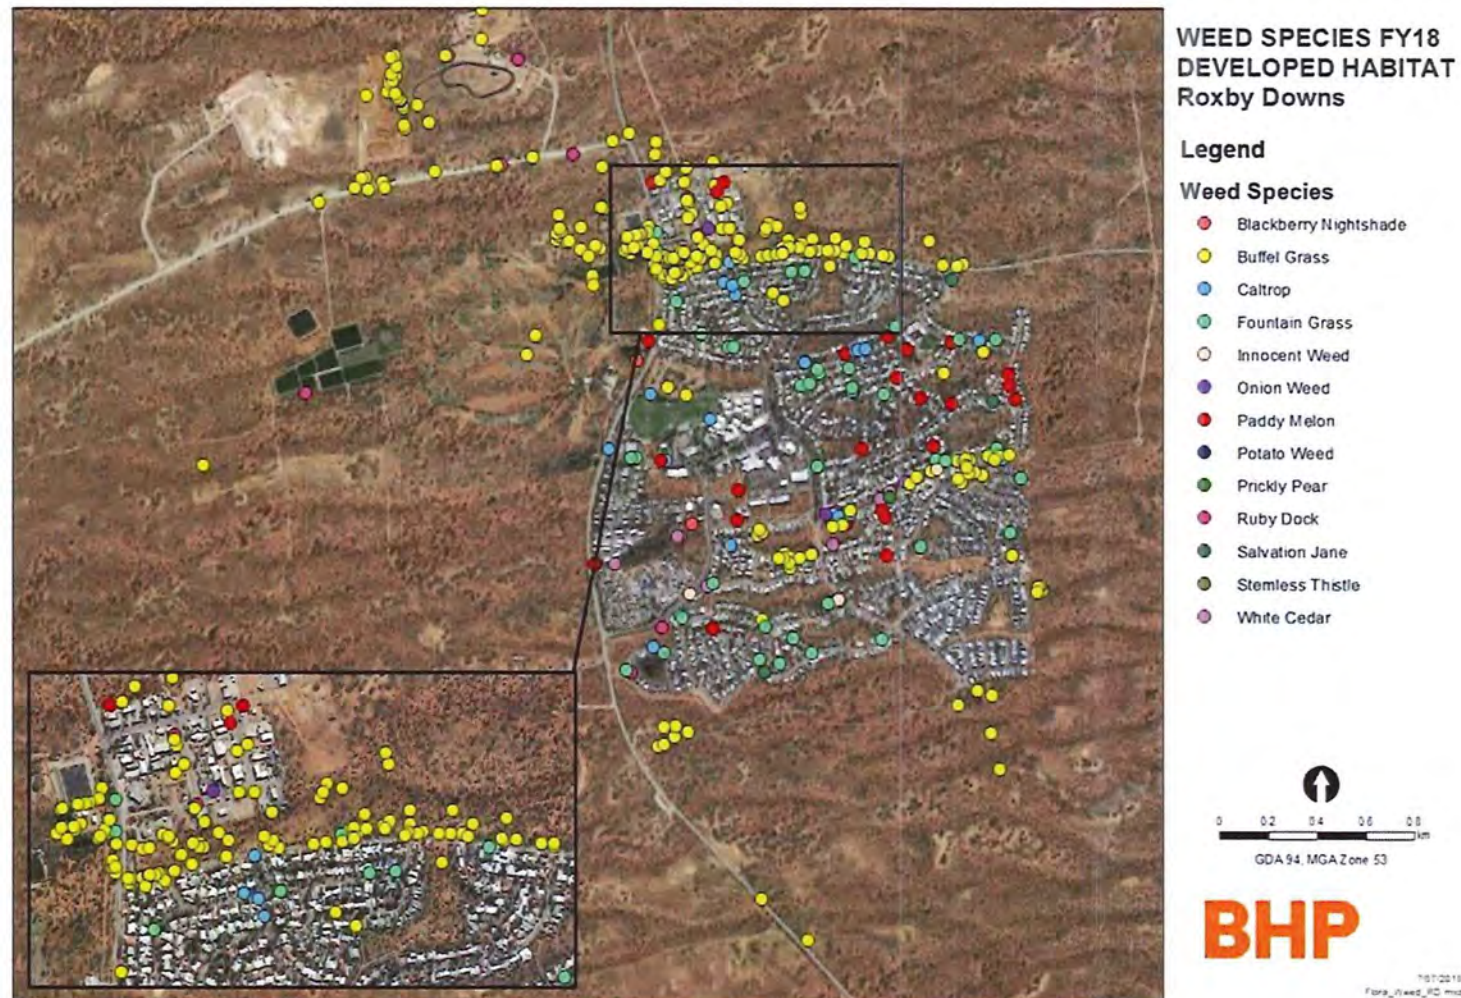 WEED SPECIES FY18
DEVELOPED HABITAT
Roxby Downs
Legend
Weed Species
Blackberry Nightshade
Buffel Grass
Caltrop
Fountain Grass
Innocent Weed
Onion Weed
Paddy Melon
Potato Weed
Prickly Pear
Ruby Dock
Salvation Jane
Stemless Thistle
White Cedar
0 0.2 0.4 0.6 0.8
km
GDA 94, MGA Zone 53
BHP